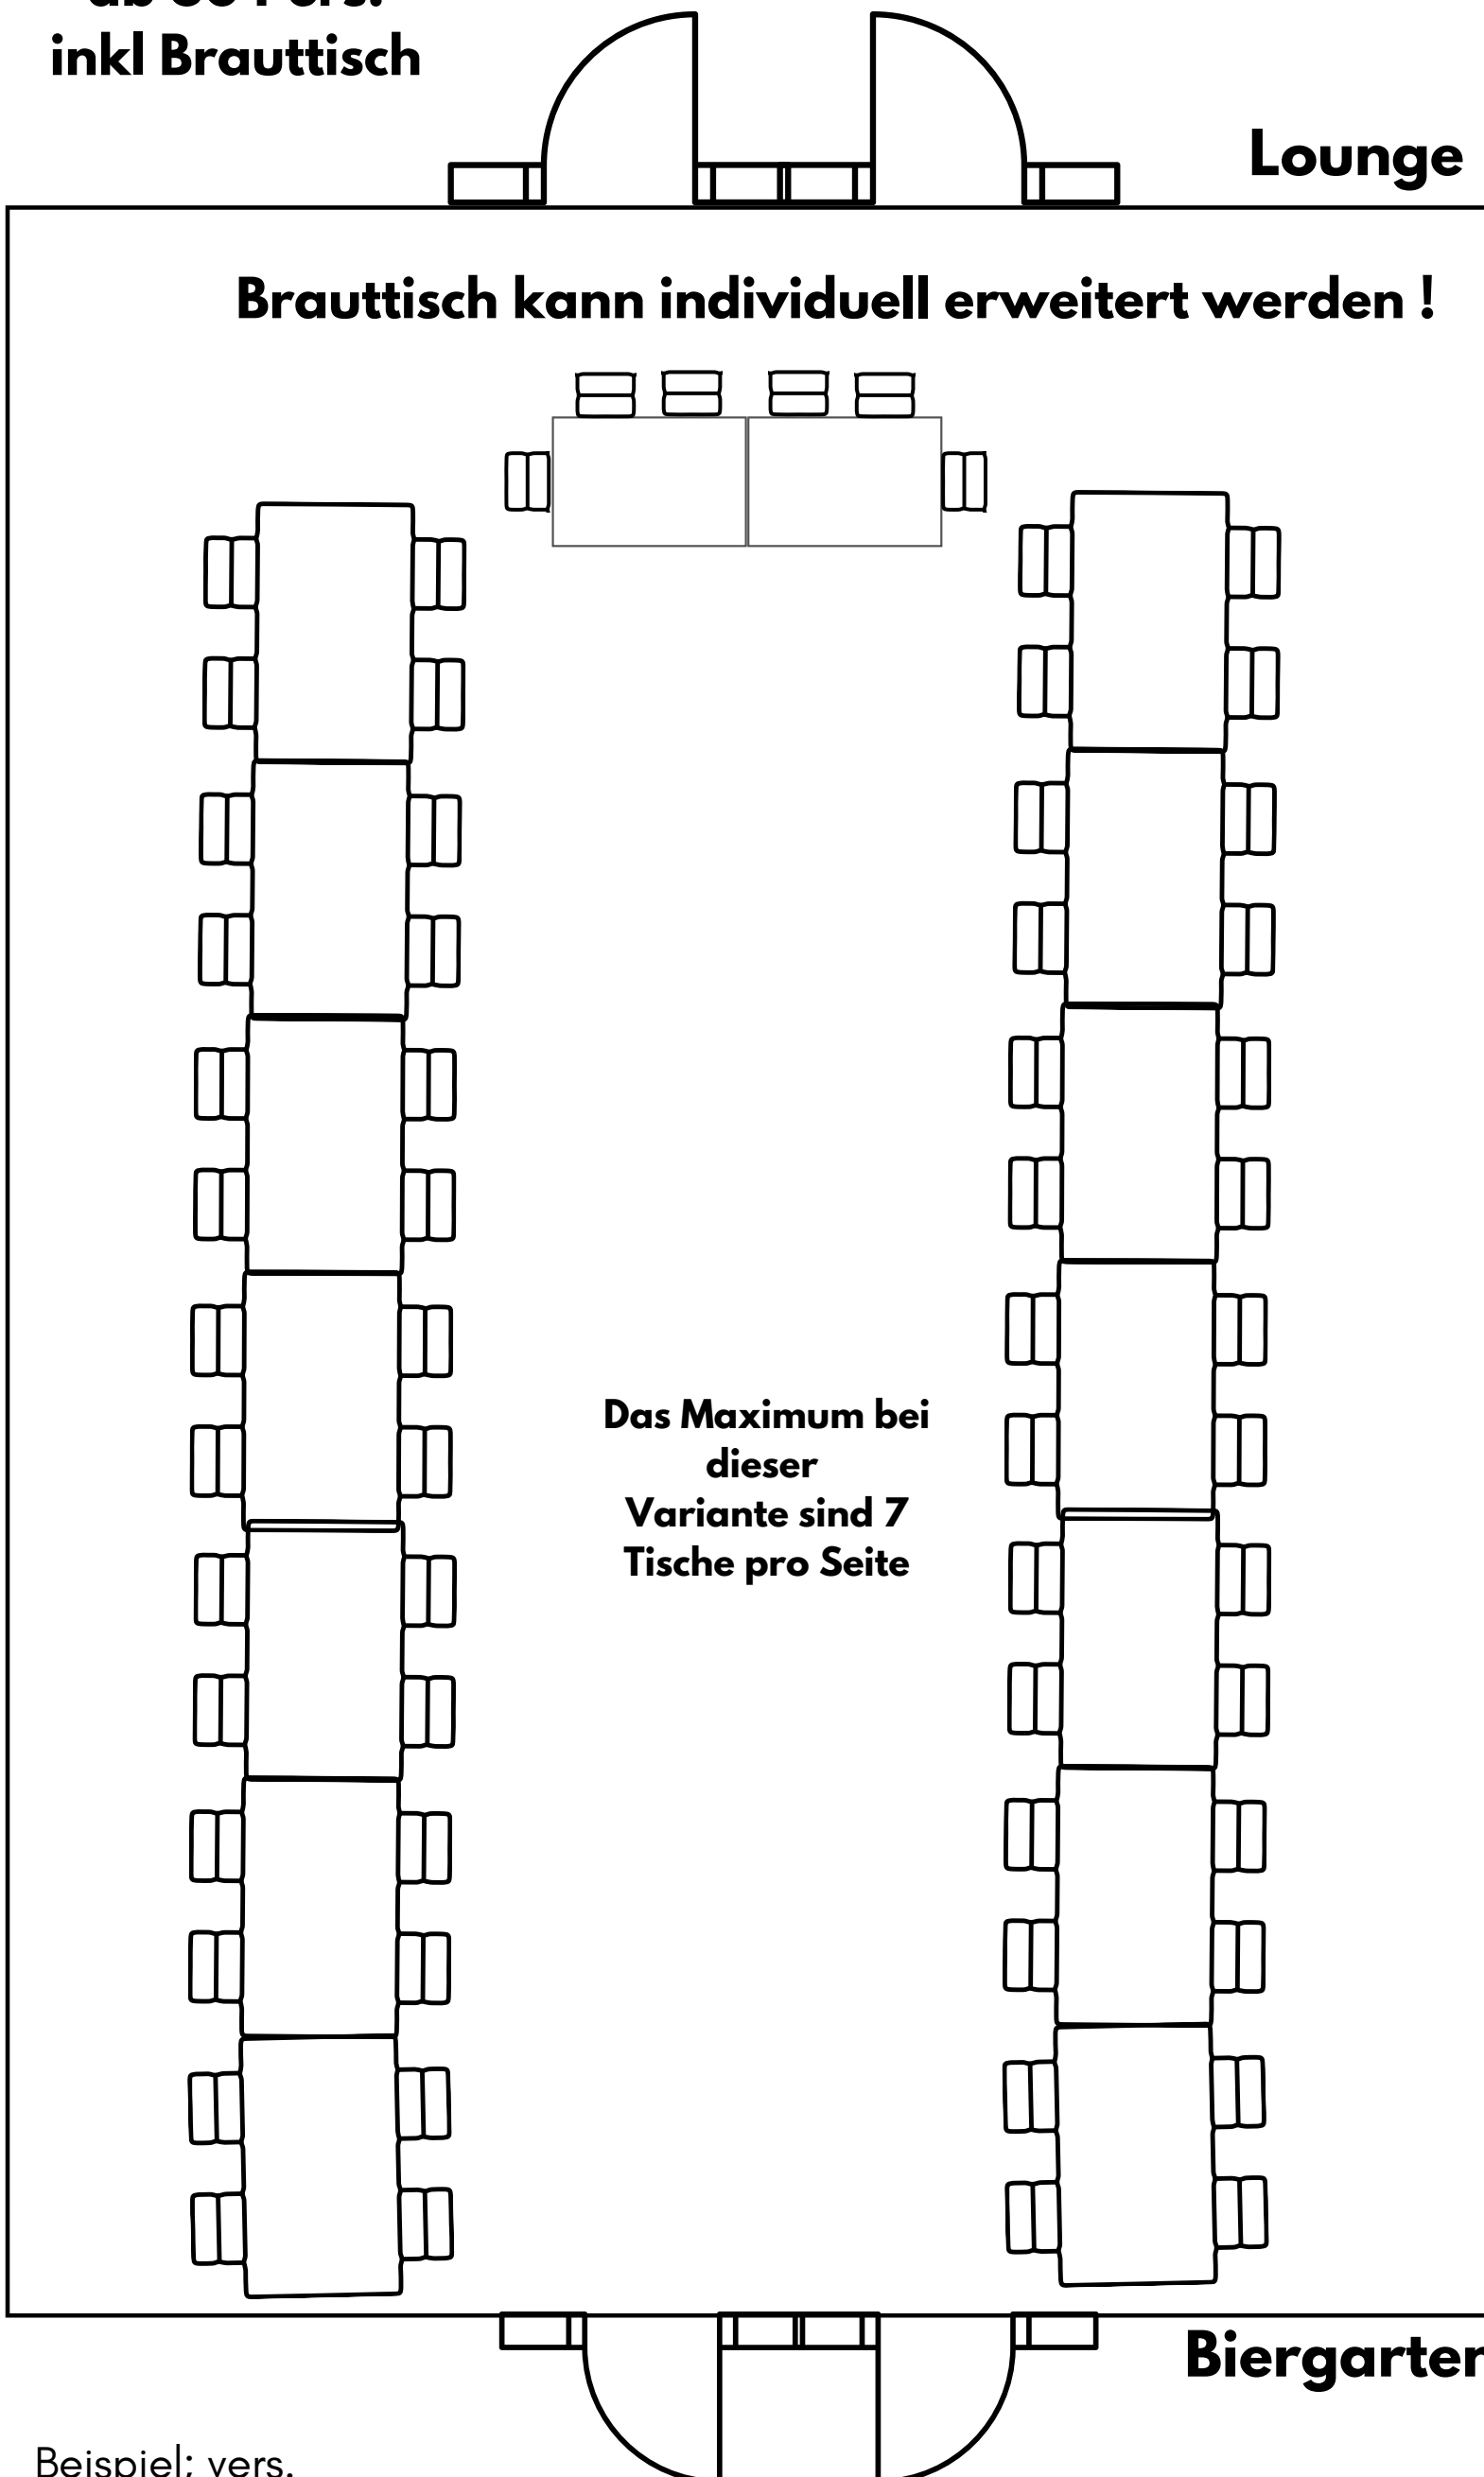 inkl Brauttisch
Lounge
Brauttisch kann individuell erweitert werden !
Das Maximum bei
dieser
Variante sind 7
Tische pro Seite
Biergarten
Beispiel; vers.